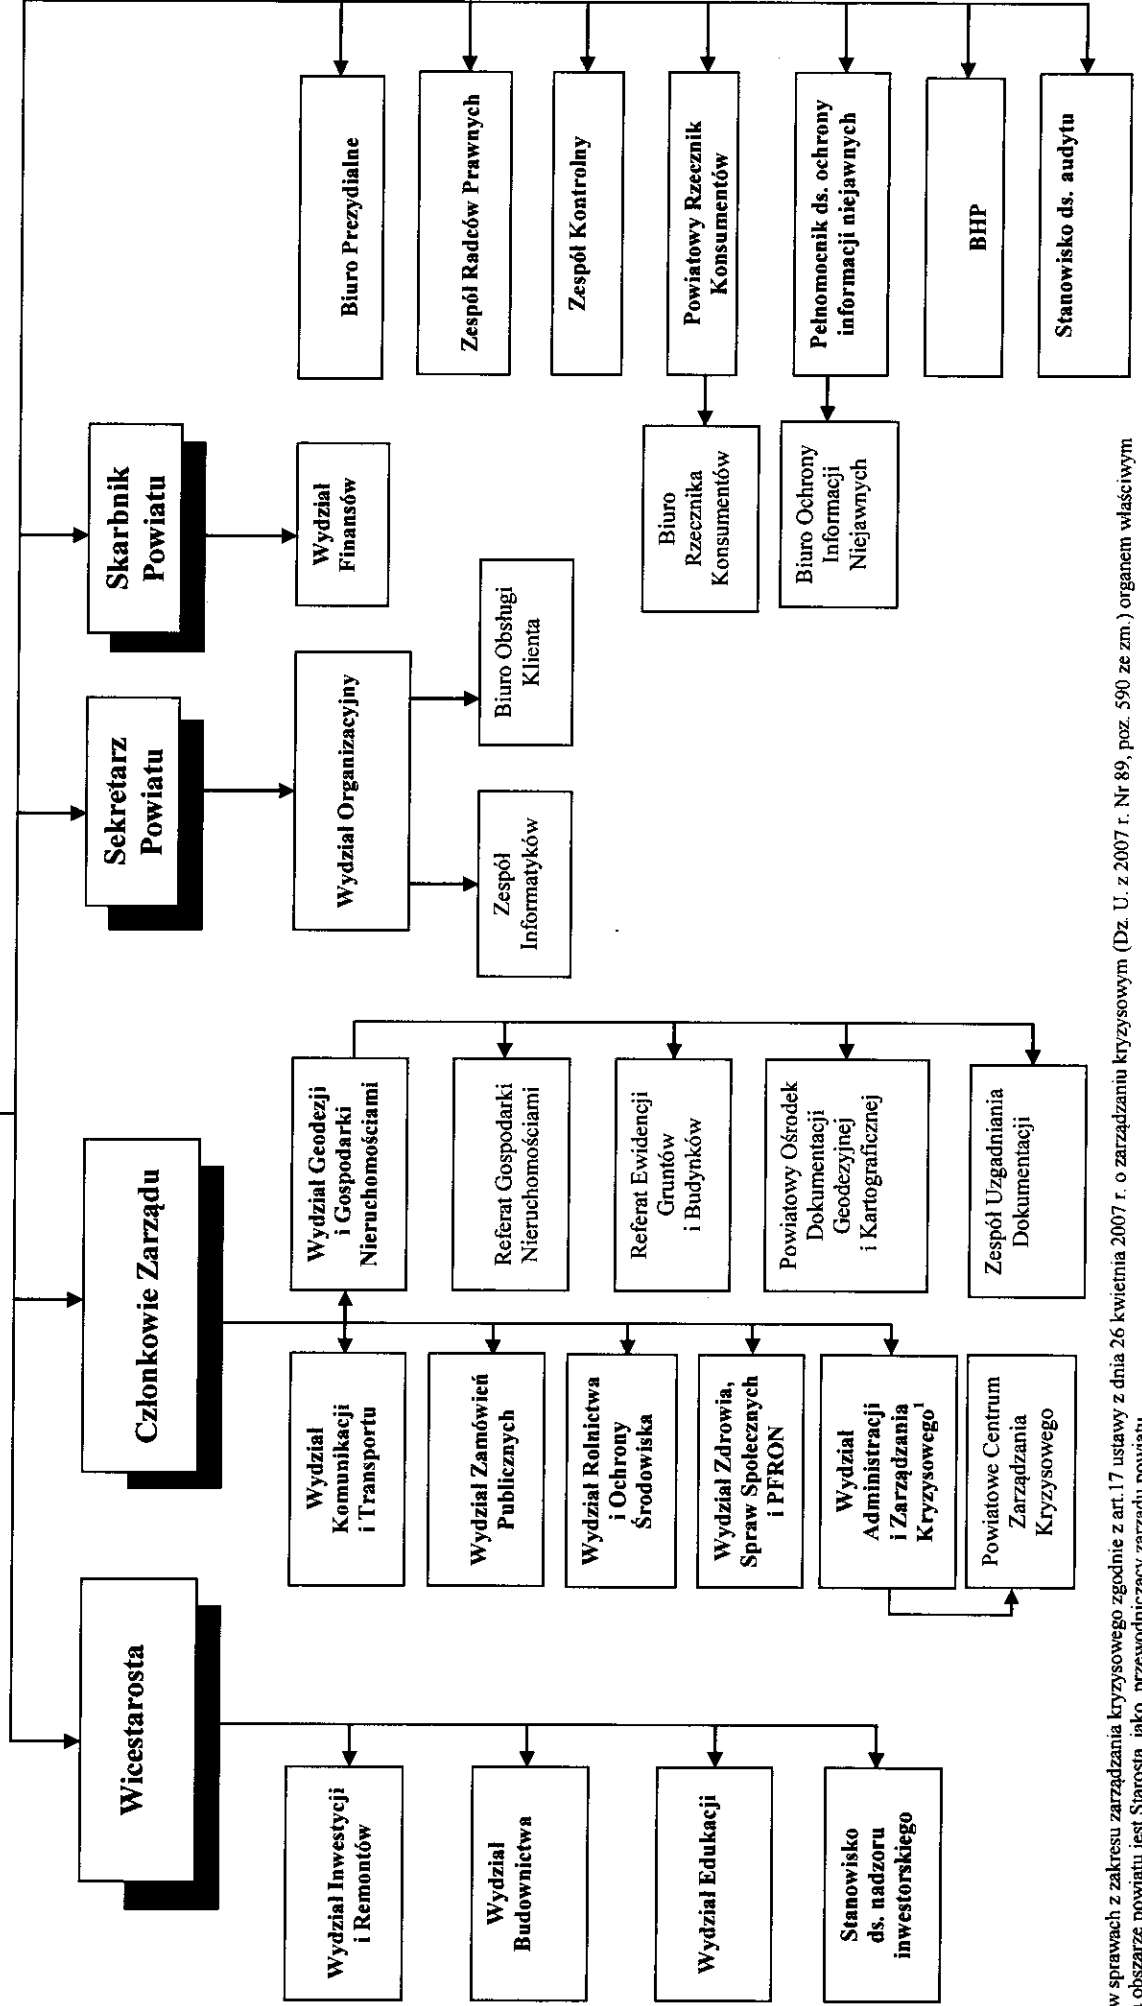 Wicestarosta
Wydział Inwestycji
i Remontów
Wydział
Budownictwa
Wydział Edukacji
Stanowisko
ds. nadzoru
inwestorskiego
Członkowie Zarządu
Wydział
Komunikacji
i Transportu
Wydział Zamówień
Publicznych
Wydział Rolnictwa
i Ochrony
Środowiska
Wydział Zdrowia,
Spraw Społecznych
i PFRON
Wydział
Administracji
i Zarządzania
Kryzysowego¹
Powiatowe Centrum
Zarządzania
Kryzysowego
Wydział Geodezji
i Gospodarki
Nieruchomościami
Referat Gospodarki
Nieruchomościami
Referat Ewidencji
Gruntów
i Budynków
Powiatowy Ośrodek
Dokumentacji
Geodezyjnej
i Kartograficznej
Zespół Uzgadniania
Dokumentacji
Sekretarz
Powiatu
Wydział Organizacyjny
Zespół
Informatyków
Biuro Obsługi
Klienta
Skarbnik
Powiatu
Wydział
Finansów
Biuro Prezydialne
Zespół Radców Prawnych
Zespół Kontrolny
Powiatowy Rzecznik
Konsumentów
Biuro
Rzecznika
Konsumentów
Pełnomocnik ds. ochrony
informacji niejawnych
Biuro Ochrony
Informacji
Niejawnych
BHP
Stanowisko ds. audytu
w sprawach z zakresu zarządzania kryzysowego zgodnie z art.17 ustawy z dnia 26 kwietnia 2007 r. o zarządzaniu kryzysowym (Dz. U. z 2007 r. Nr 89, poz. 590 ze zm.) organem właściwym
obszarze powiatu jest Starosta jako przewodniczący zarządu powiatu